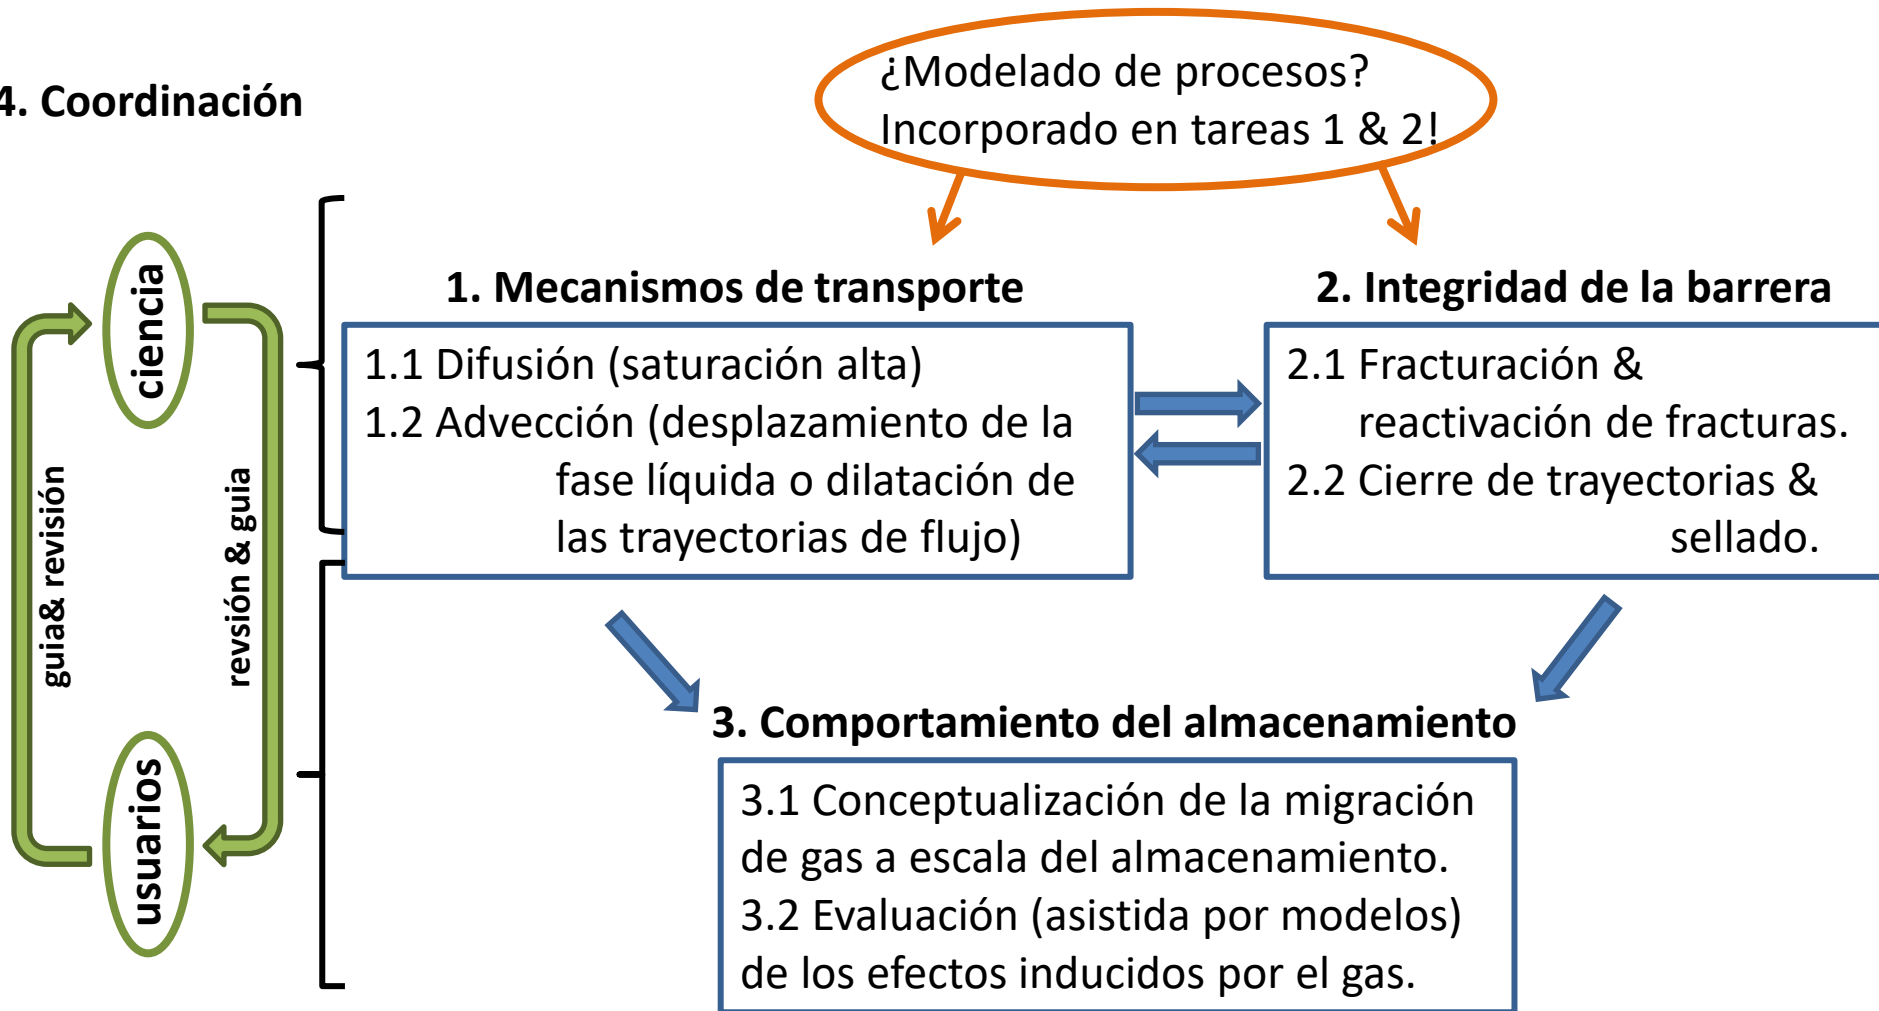 4. Coordinación
¿Modelado de procesos?
Incorporado en tareas 1 & 2!
ciencia
usuarios
guia& revisión
revsión & guia
1. Mecanismos de transporte
1.1 Difusión (saturación alta)
1.2 Advección (desplazamiento de la
fase líquida o dilatación de
las trayectorias de flujo)
2. Integridad de la barrera
2.1 Fracturación &
reactivación de fracturas.
2.2 Cierre de trayectorias &
sellado.
3. Comportamiento del almacenamiento
3.1 Conceptualización de la migración
de gas a escala del almacenamiento.
3.2 Evaluación (asistida por modelos)
de los efectos inducidos por el gas.